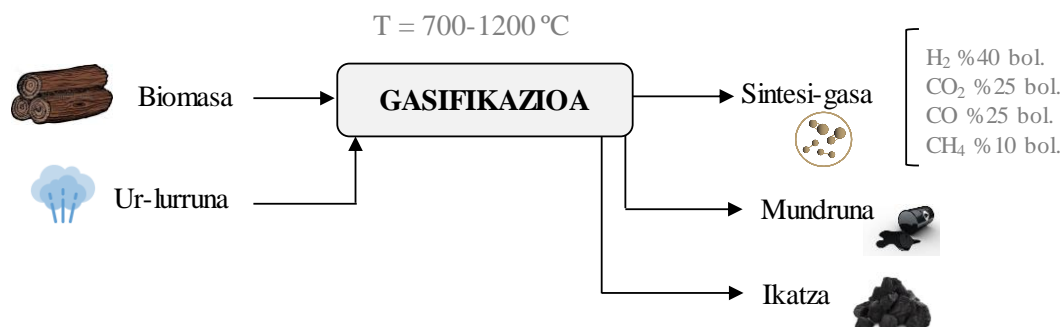 T = 700-1200 ºC
Biomasa
GASIFIKAZIOA
Sintesi-gasa
H₂ %40 bol.
CO₂ %25 bol.
CO %25 bol.
CH₄ %10 bol.
Ur-lurruna
Mundruna
Ikatza